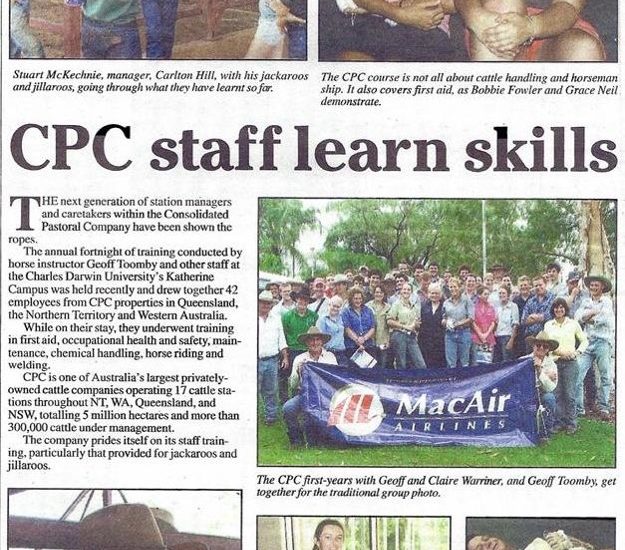 Stuart McKechnie, manager, Carlton Hill, with his jackaroos
and jillaroos, going through what they have learnt so far.
The CPC course is not all about cattle handling and horseman
ship. It also covers first aid, as Bobbie Fowler and Grace Neil
demonstrate.
CPC staff learn skills
THE next generation of station managers
and caretakers within the Consolidated
Pastoral Company have been shown the
ropes.
The annual fortnight of training conducted by
horse instructor Geoff Toomby and other staff at
the Charles Darwin University's Katherine
Campus was held recently and drew together 42
employees from CPC properties in Queensland,
the Northern Territory and Western Australia.
While on their stay, they underwent training
in first aid, occupational health and safety, main-
tenance, chemical handling, horse riding and
welding.
CPC is one of Australia's largest privately-
owned cattle companies operating 17 cattle sta-
tions throughout NT, WA, Queensland, and
NSW, totalling 5 million hectares and more than
300,000 cattle under management.
The company prides itself on its staff train-
ing, particularly that provided for jackaroos and
jillaroos.
MacAir
AIRLINES
The CPC first-years with Geoff and Claire Warriner, and Geoff Toomby, get
together for the traditional group photo.